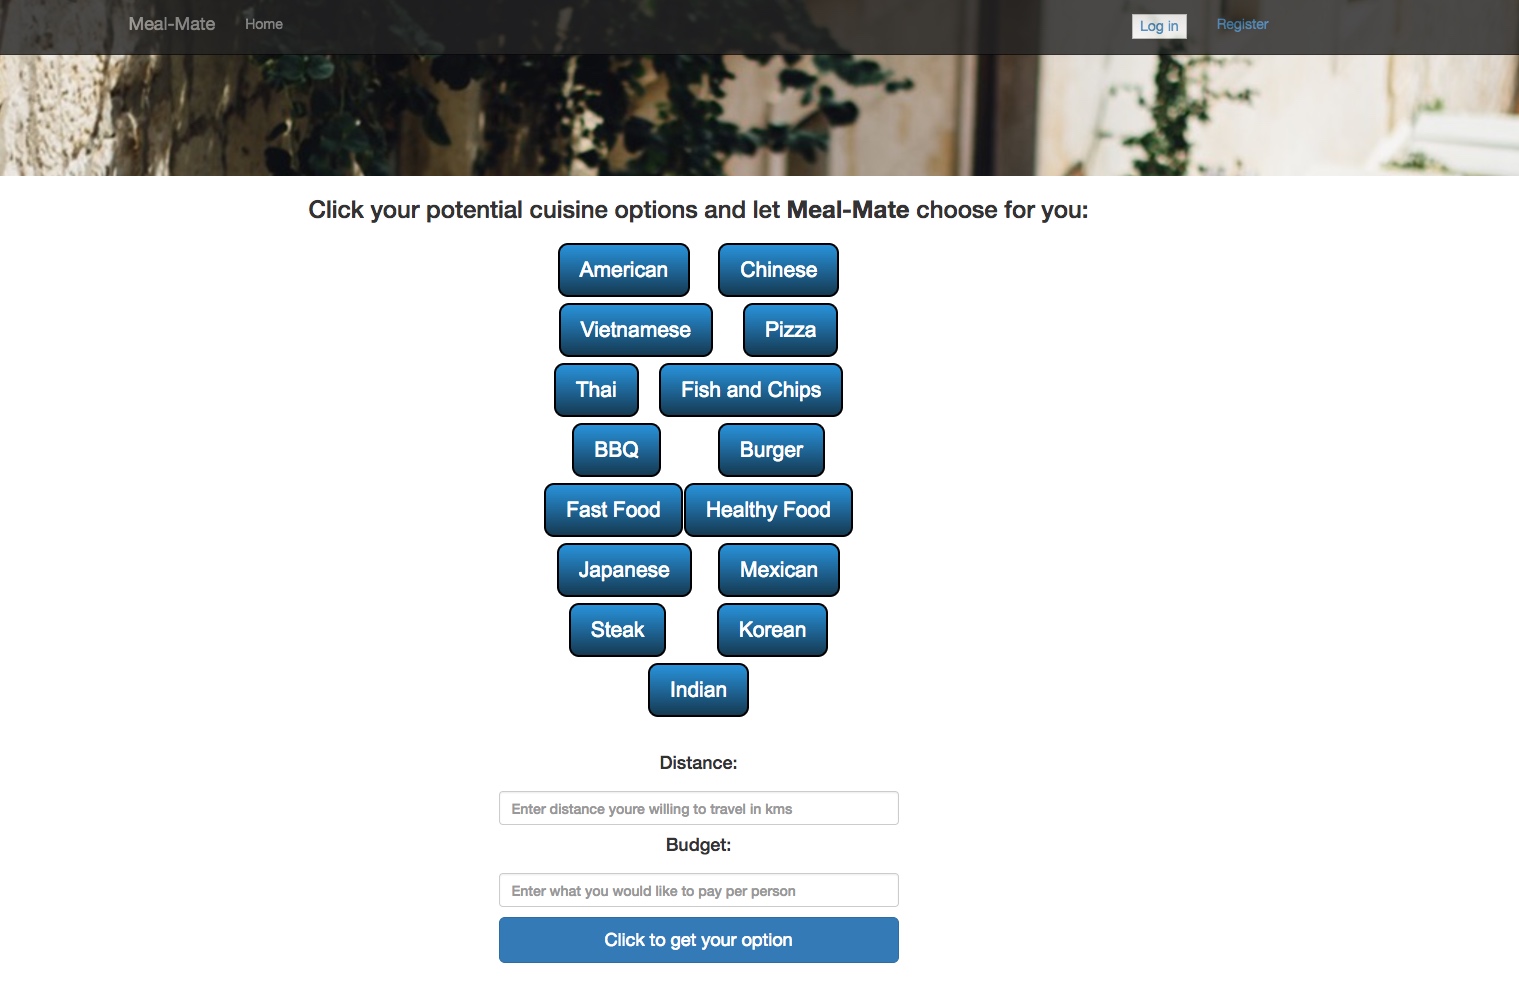 Meal-Mate Home Log in Register
Click your potential cuisine options and let Meal-Mate choose for you:
American Chinese
Vietnamese Pizza
Thai Fish and Chips
BBQ Burger
Fast Food Healthy Food
Japanese Mexican
Steak Korean
Indian
Distance:
Enter distance youre willing to travel in kms
Budget:
Enter what you would like to pay per person
Click to get your option